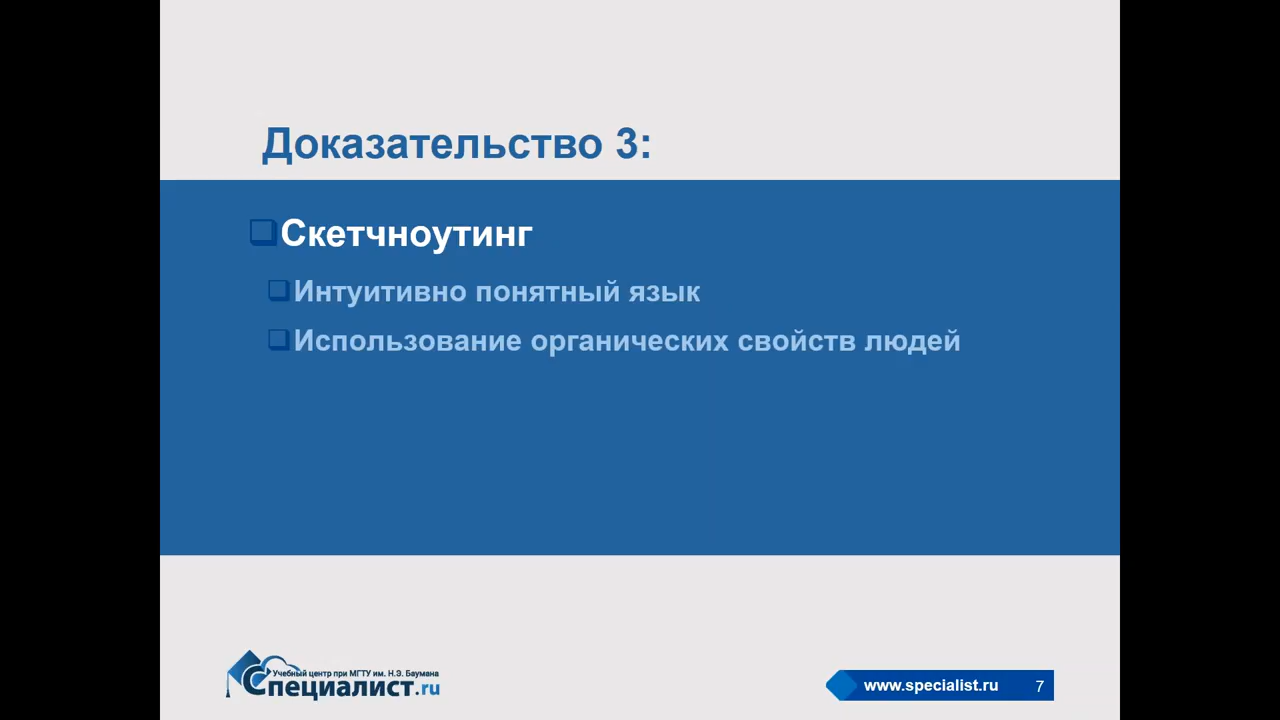 Доказательство 3:
Скетчноутинг
Интуитивно понятный язык
Использование органических свойств людей
Учебный центр при МГТУ им. Н.Э. Баумана
Специалист.ru
www.specialist.ru 7